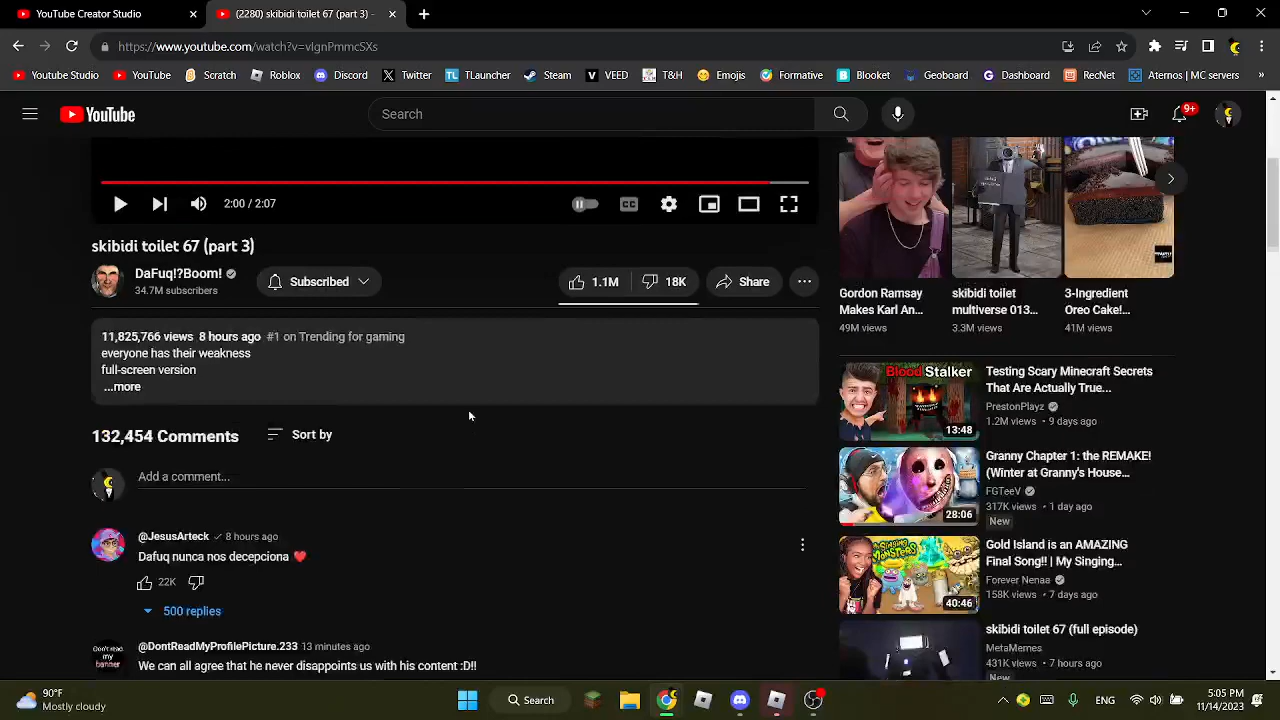 YouTube Creator Studio
(2280) skibidi toilet 67 (part 3) -
https://www.youtube.com/watch?v=vIgnPmmcSXs
Youtube Studio YouTube Scratch Roblox Discord Twitter TLauncher Steam VEED T&H Emojis Formative Blooket Geoboard Dashboard RecNet Aternos | MC servers »
YouTube
Search
9+
2:00 / 2:07
CC
skibidi toilet 67 (part 3)
DaFuq!?Boom!
34.7M subscribers
Subscribed
1.1M
18K
Share
11,825,766 views 8 hours ago #1 on Trending for gaming
everyone has their weakness
full-screen version
...more
132,454 Comments
Sort by
Add a comment...
@JesusArteck 8 hours ago
Dafuq nunca nos decepciona ❤️
22K
500 replies
Don't read
my
banner
@DontReadMyProfilePicture.233 13 minutes ago
We can all agree that he never disappoints us with his content :D!!
Gordon Ramsay
Makes Karl An...
49M views
skibidi toilet
multiverse 013...
3.3M views
3-Ingredient
Oreo Cake!...
41M views
Blood Stalker
13:48
Testing Scary Minecraft Secrets
That Are Actually True...
PrestonPlayz
1.2M views • 9 days ago
28:06
Granny Chapter 1: the REMAKE!
(Winter at Granny's House...
FGTeeV
317K views • 1 day ago
New
40:46
Gold Island is an AMAZING
Final Song!! | My Singing...
Forever Nenaa
158K views • 7 days ago
skibidi toilet 67 (full episode)
MetaMemes
431K views • 7 hours ago
New
90°F
Mostly cloudy
Search
ENG
5:05 PM
11/14/2023